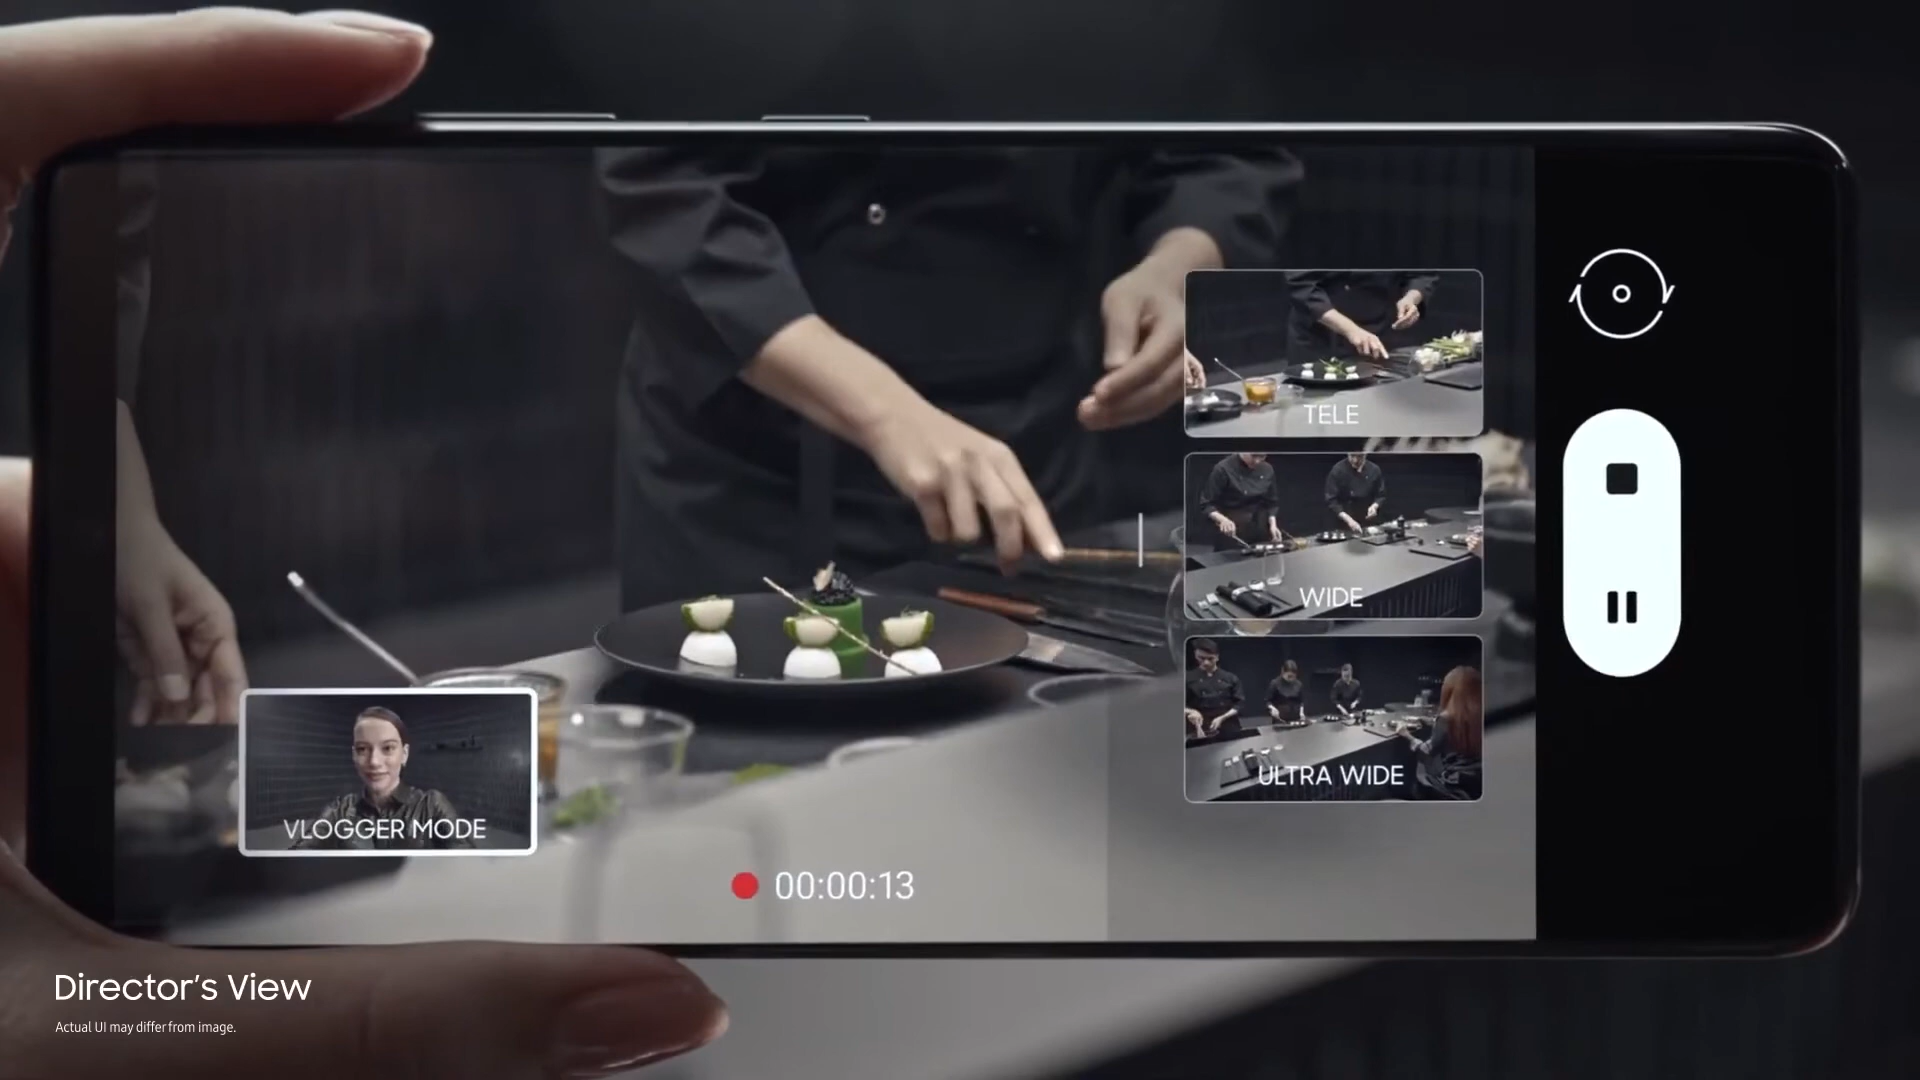 TELE
WIDE
ULTRA WIDE
VLOGGER MODE
00:00:13
Director's View
Actual UI may differ from image.